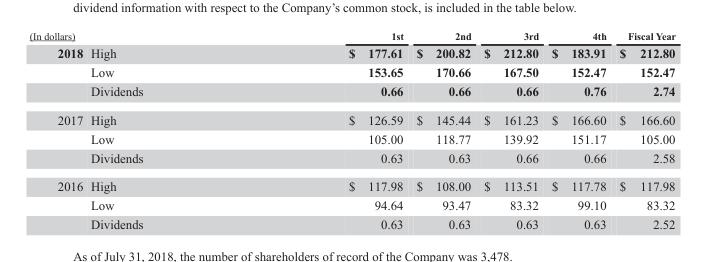 dividend information with respect to the Company’s common stock, is included in the table below.
(In dollars) 1st 2nd 3rd 4th Fiscal Year
2018 High $ 177.61 $ 200.82 $ 212.80 $ 183.91 $ 212.80
Low 153.65 170.66 167.50 152.47 152.47
Dividends 0.66 0.66 0.66 0.76 2.74
2017 High $ 126.59 $ 145.44 $ 161.23 $ 166.60 $ 166.60
Low 105.00 118.77 139.92 151.17 105.00
Dividends 0.63 0.63 0.66 0.66 2.58
2016 High $ 117.98 $ 108.00 $ 113.51 $ 117.78 $ 117.98
Low 94.64 93.47 83.32 99.10 83.32
Dividends 0.63 0.63 0.63 0.63 2.52
As of July 31, 2018, the number of shareholders of record of the Company was 3,478.